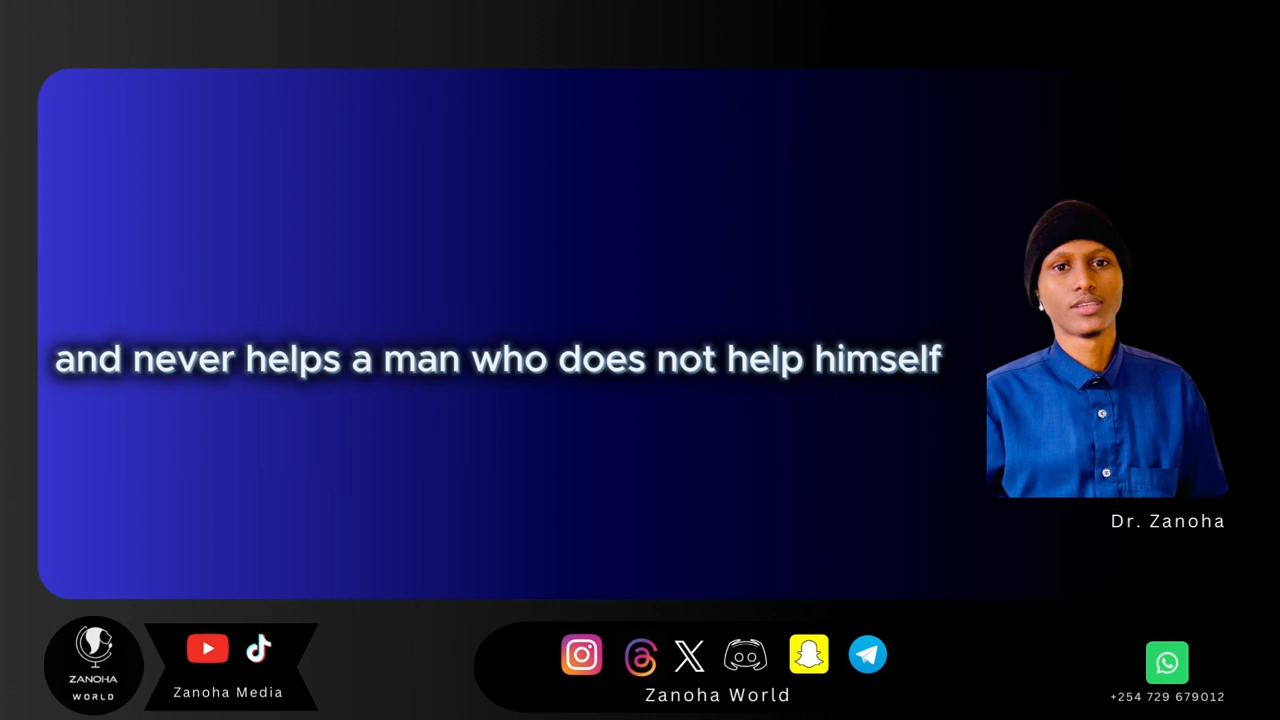 and never helps a man who does not help himself
Dr. Zanoha
ZANOHA
WORLD
Zanoha Media
Zanoha World
+254 729 679012